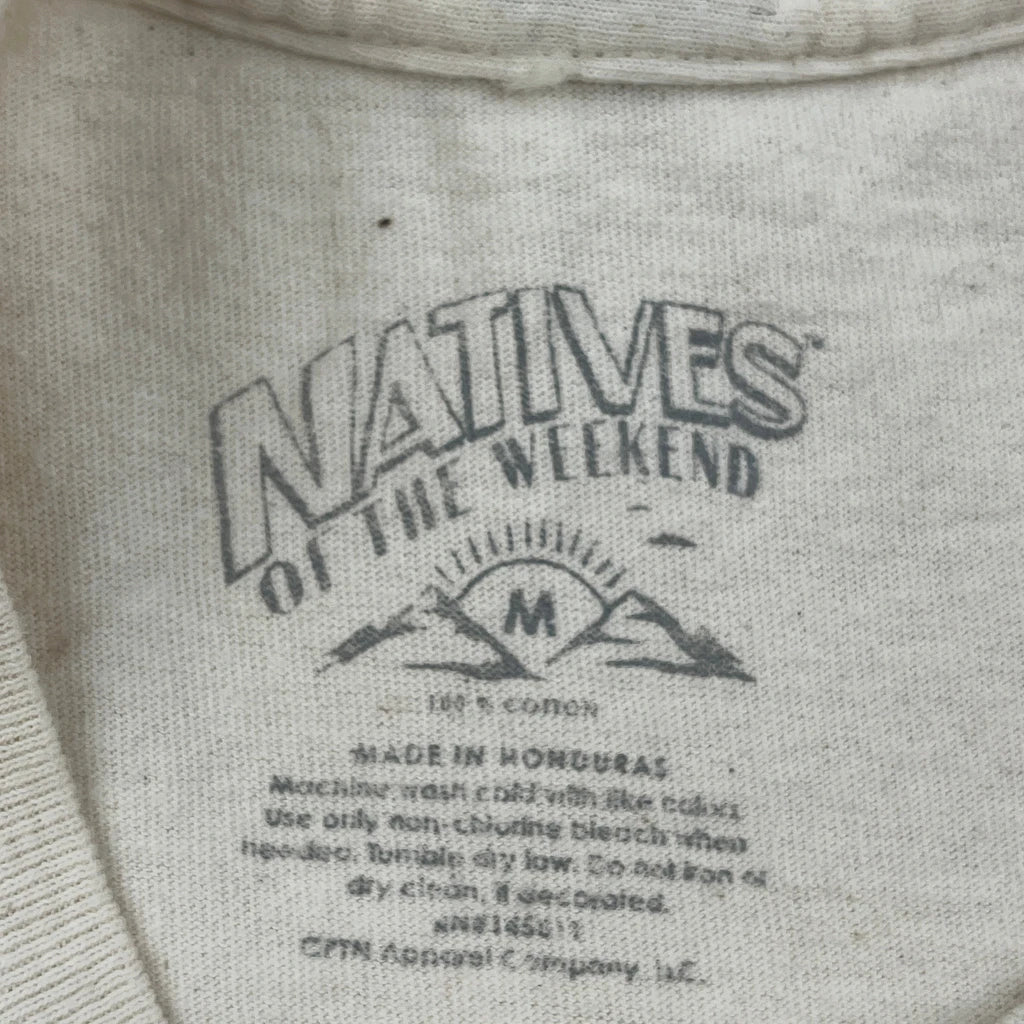 NATIVES™
OF THE WEEKEND
M
100% COTTON
MADE IN HONDURAS
Machine wash cold with like colors.
Use only non-chlorine bleach when
needed. Tumble dry low. Do not iron or
dry clean, if decorated.
Apparel Company, LLC.